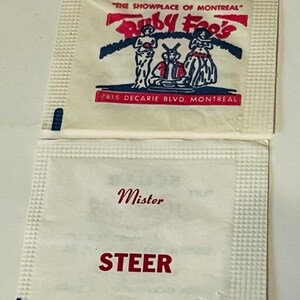 "THE SHOWPLACE OF MONTREAL"
Ruby Foo's
7815 DECARIE BLVD. MONTREAL
Mister
STEER